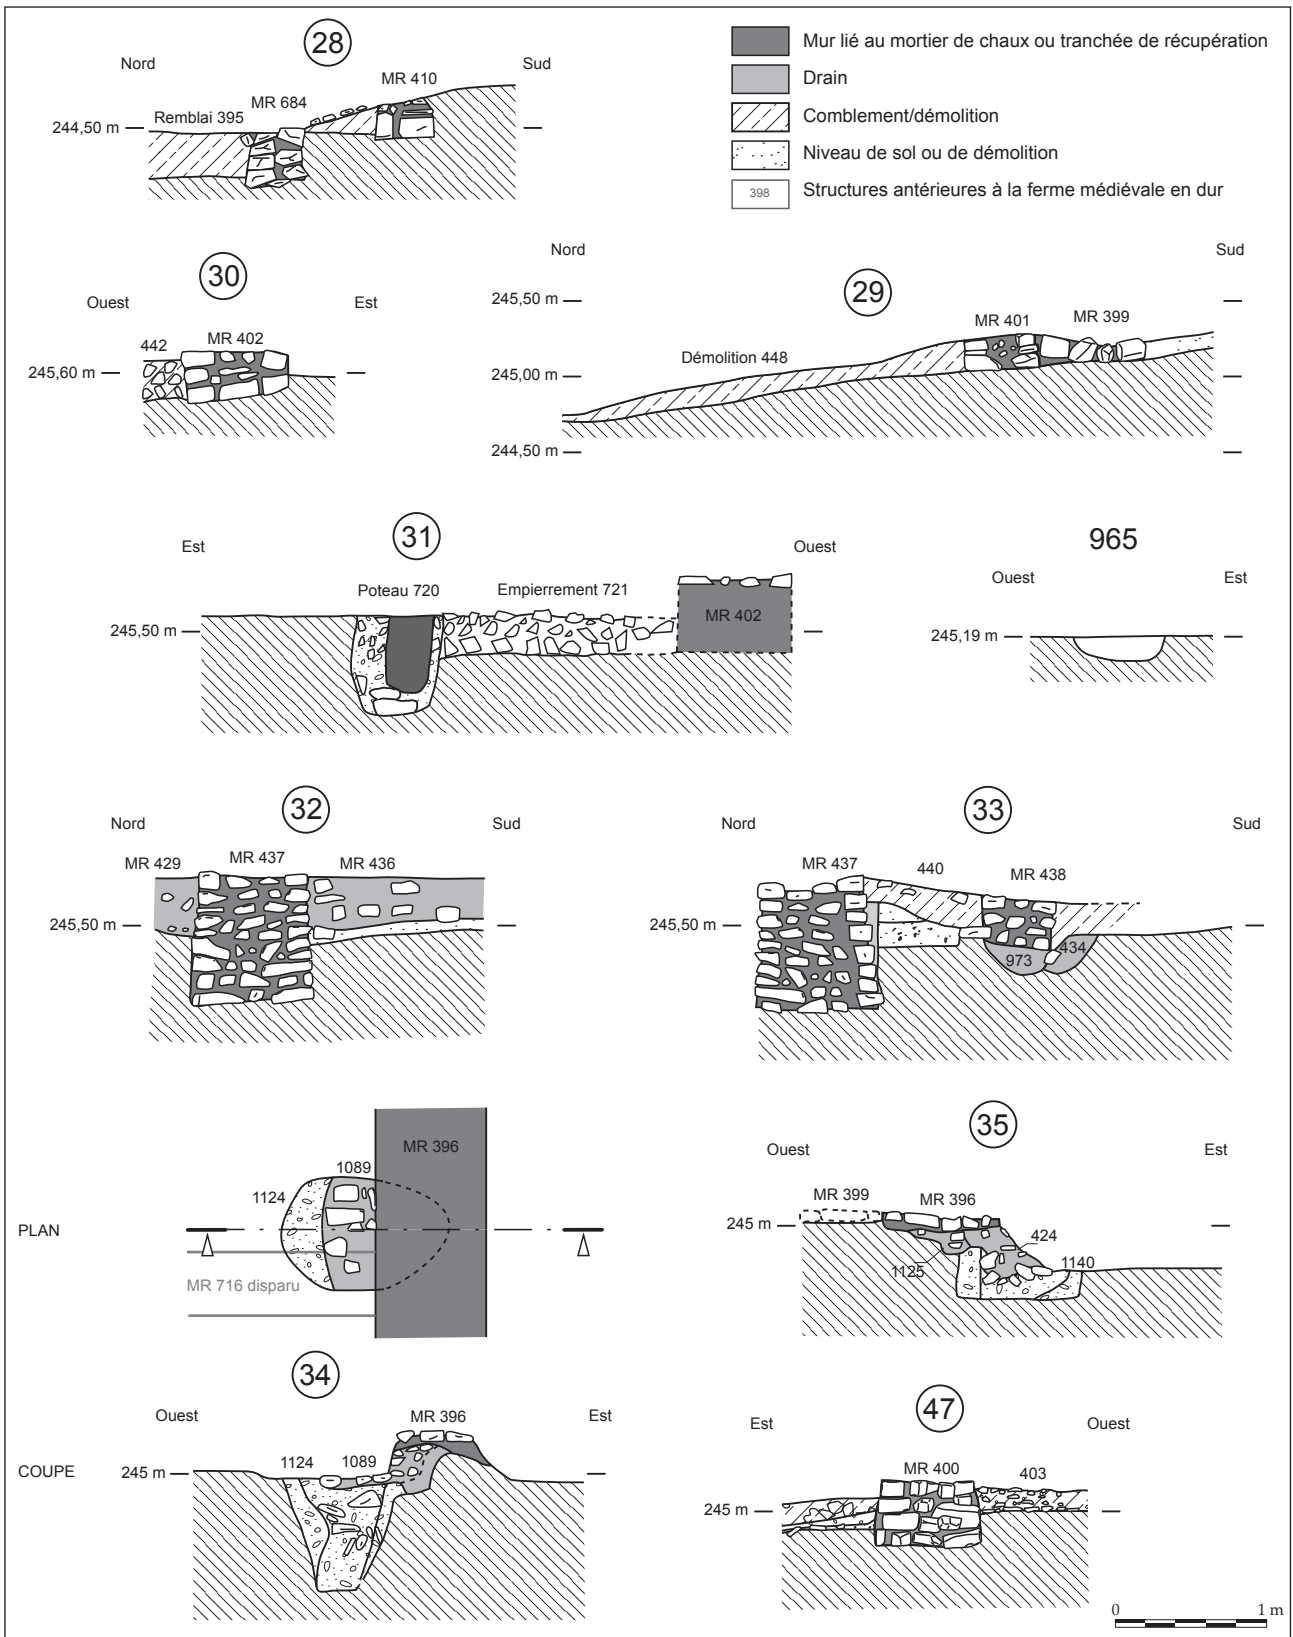 28
Nord
Sud
MR 410
MR 684
Remblai 395
244,50 m
Mur lié au mortier de chaux ou tranchée de récupération
Drain
Comblement/démolition
Niveau de sol ou de démolition
398 Structures antérieures à la ferme médiévale en dur
30
Ouest
Est
442
MR 402
245,60 m
29
Nord
Sud
245,50 m
MR 401
MR 399
Démolition 448
245,00 m
244,50 m
31
Est
Ouest
Poteau 720
Empierrement 721
MR 402
245,50 m
965
Ouest
Est
245,19 m
32
Nord
Sud
MR 429
MR 437
MR 436
245,50 m
33
Nord
Sud
MR 437
440
MR 438
245,50 m
973
434
PLAN
MR 396
1089
1124
MR 716 disparu
35
Ouest
Est
MR 399
MR 396
245 m
424
1125
1140
34
Ouest
Est
MR 396
COUPE
1124
1089
245 m
47
Est
Ouest
MR 400
403
245 m
0
1 m